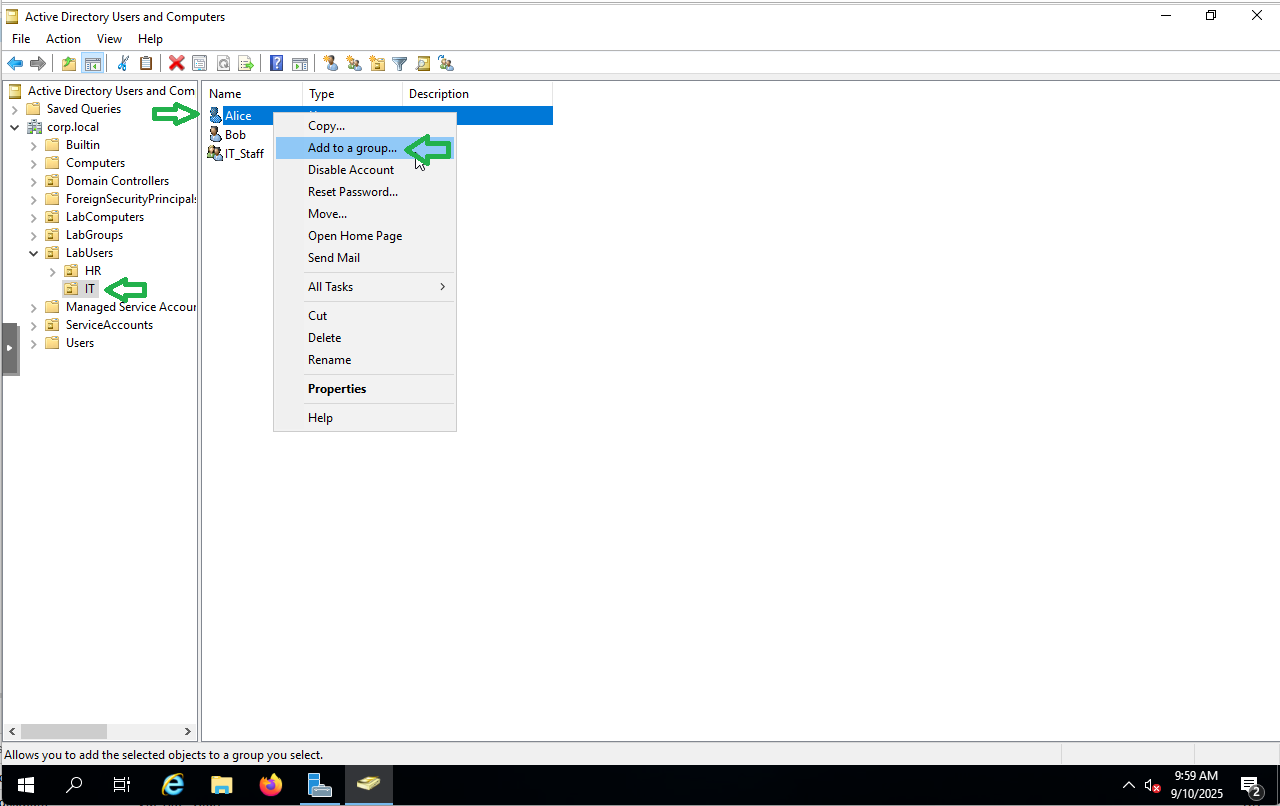 Active Directory Users and Computers
File Action View Help
Active Directory Users and Com
Saved Queries
corp.local
Builtin
Computers
Domain Controllers
ForeignSecurityPrincipals
LabComputers
LabGroups
LabUsers
HR
IT
Managed Service Accour
ServiceAccounts
Users
Name Type Description
Alice
Bob
IT_Staff
Copy...
Add to a group...
Disable Account
Reset Password...
Move...
Open Home Page
Send Mail
All Tasks
Cut
Delete
Rename
Properties
Help
Allows you to add the selected objects to a group you select.
9:59 AM
9/10/2025
2